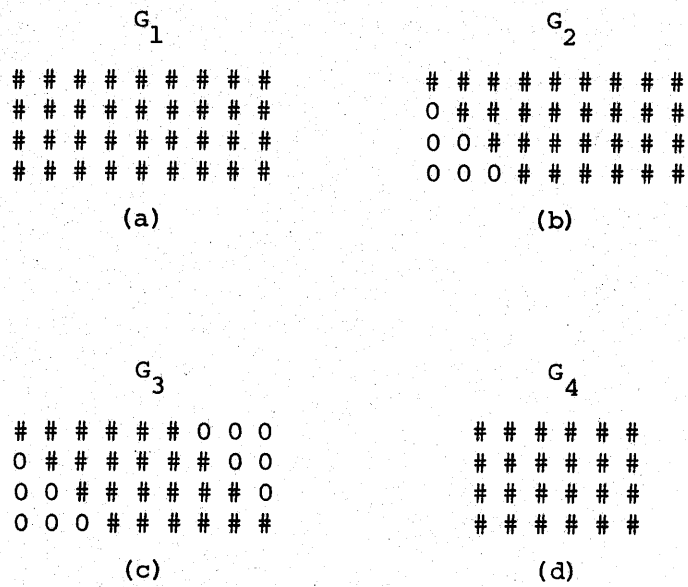 G1
# # # # # # # # #
# # # # # # # # #
# # # # # # # # #
# # # # # # # # #
(a)
G2
# # # # # # # # #
0 # # # # # # # #
0 0 # # # # # # #
0 0 0 # # # # # #
(b)
G3
# # # # # # 0 0 0
0 # # # # # # 0 0
0 0 # # # # # # 0
0 0 0 # # # # # #
(c)
G4
# # # # # #
# # # # # #
# # # # # #
# # # # # #
(d)